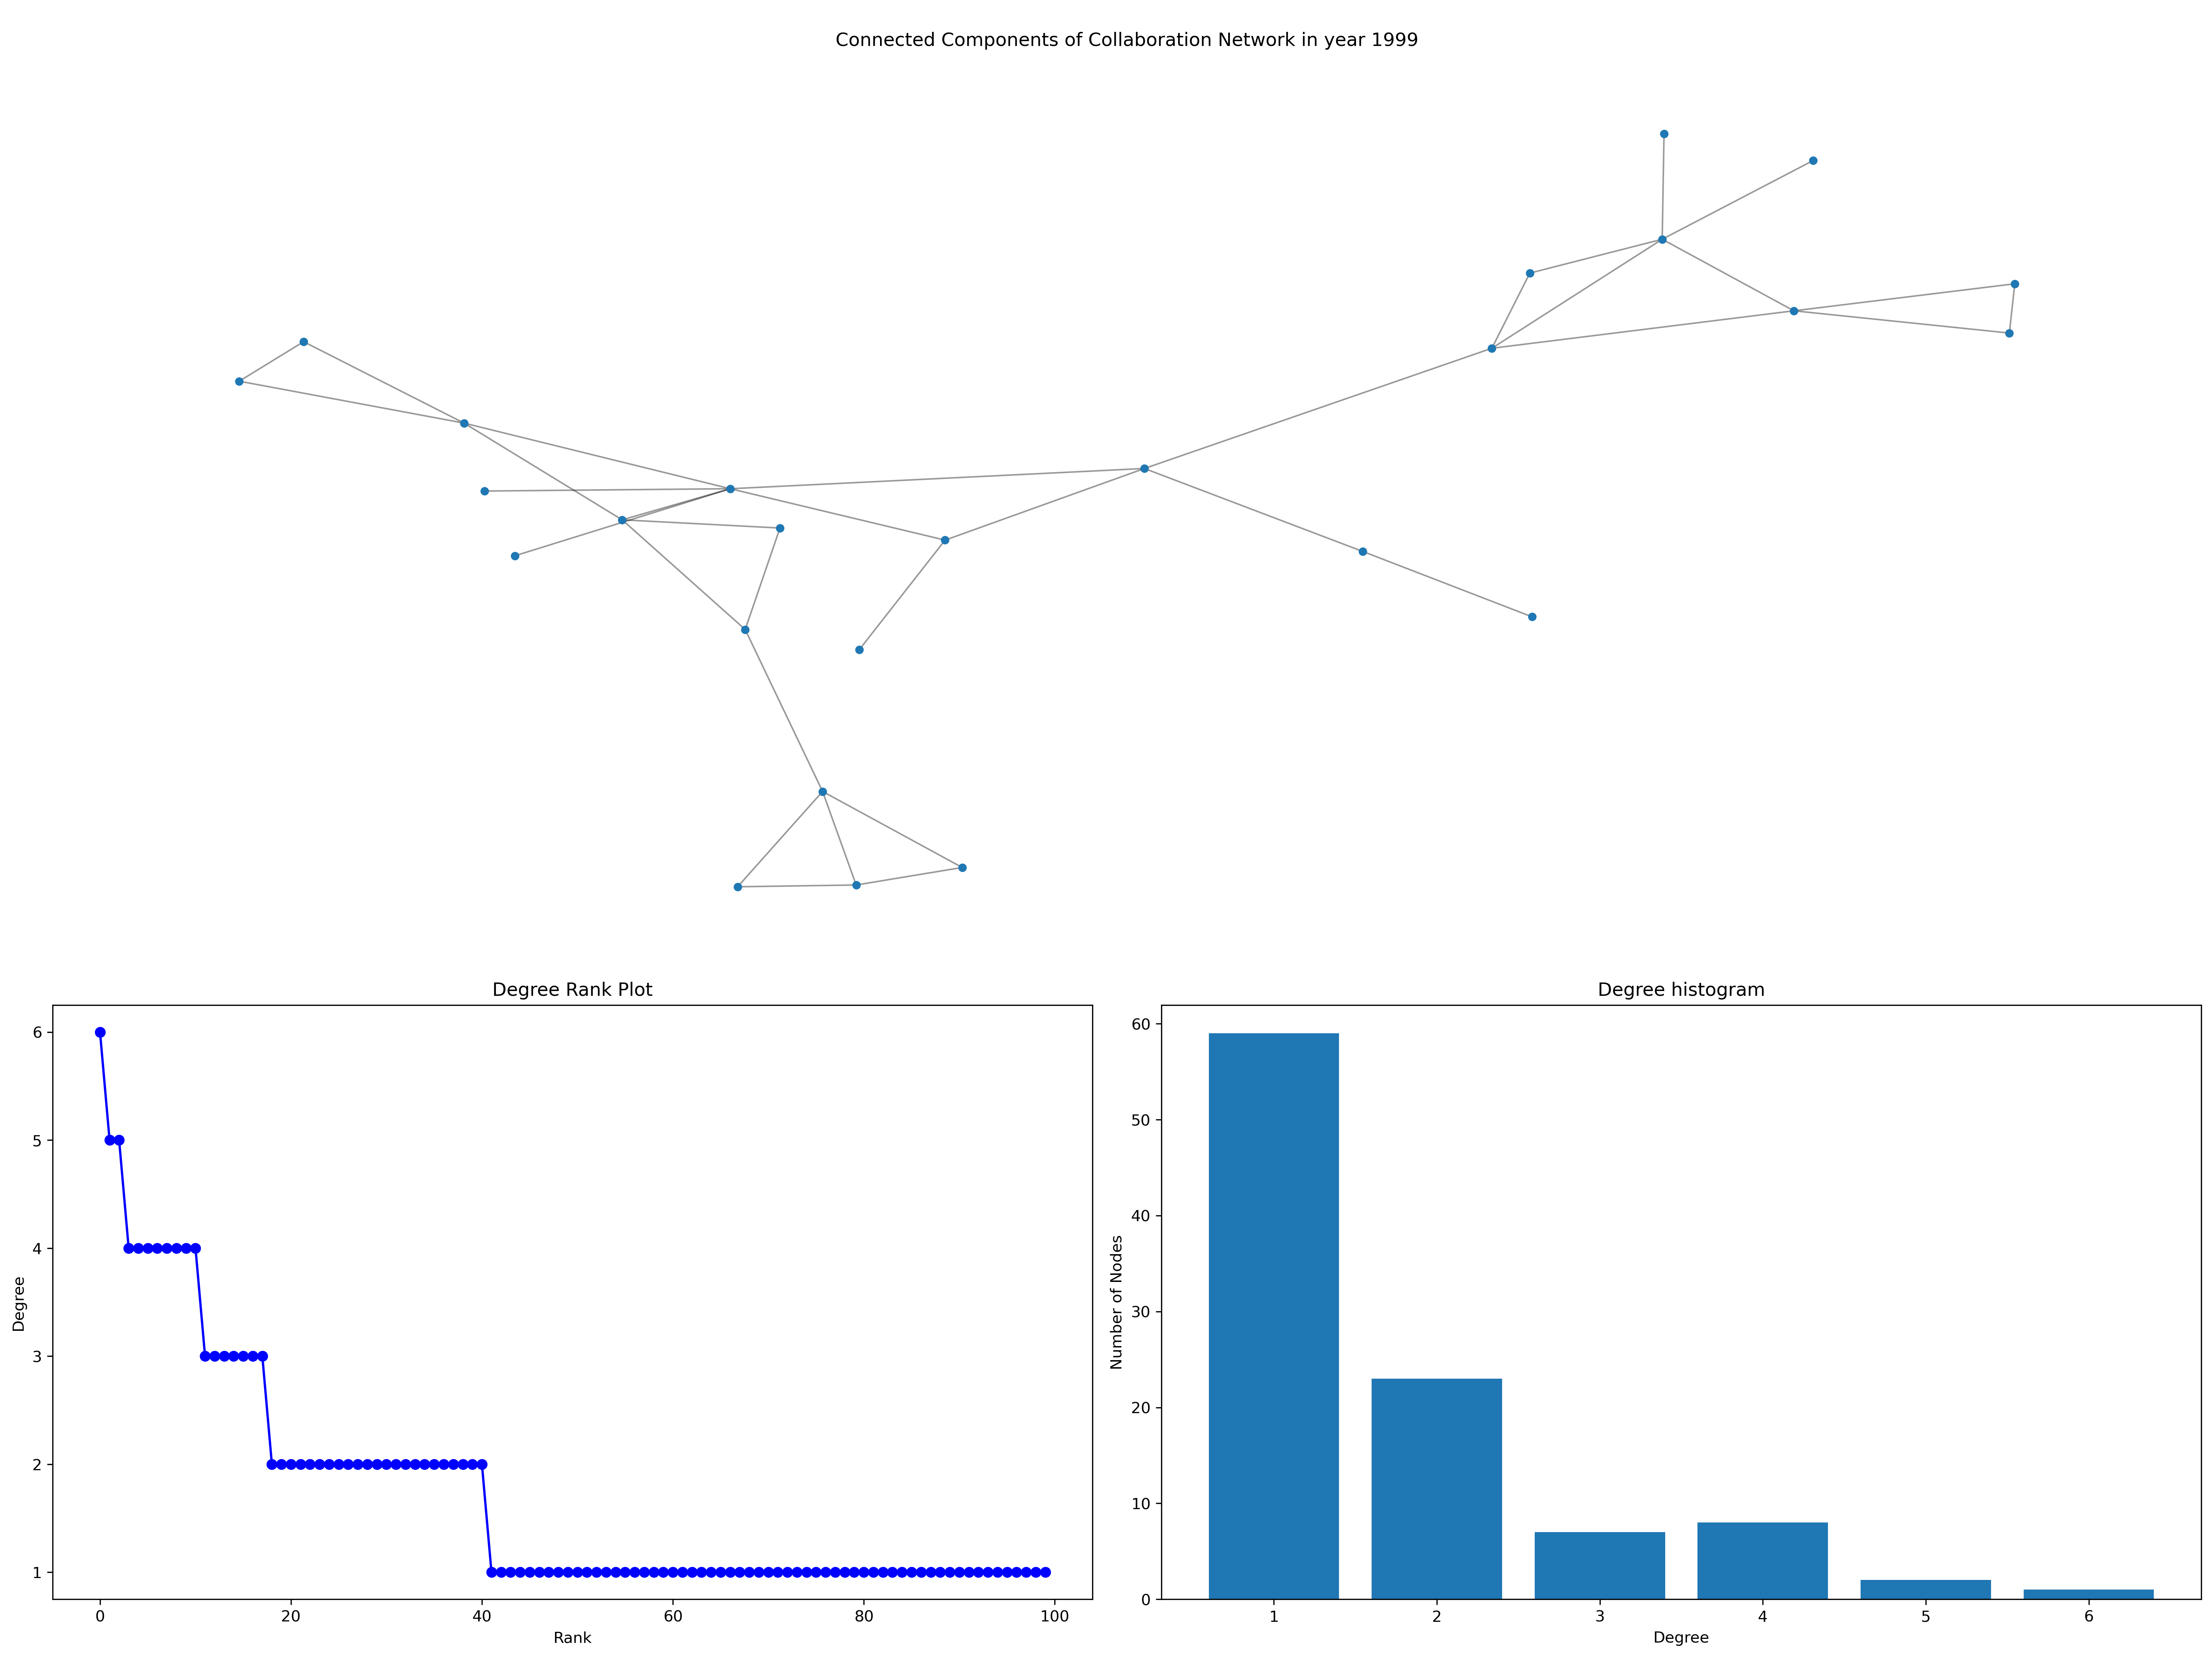 Connected Components of Collaboration Network in year 1999
Degree Rank Plot
6
5
4
3
2
1
Degree
0 20 40 60 80 100
Rank
Degree histogram
60
50
40
30
20
10
0
Number of Nodes
1 2 3 4 5 6
Degree